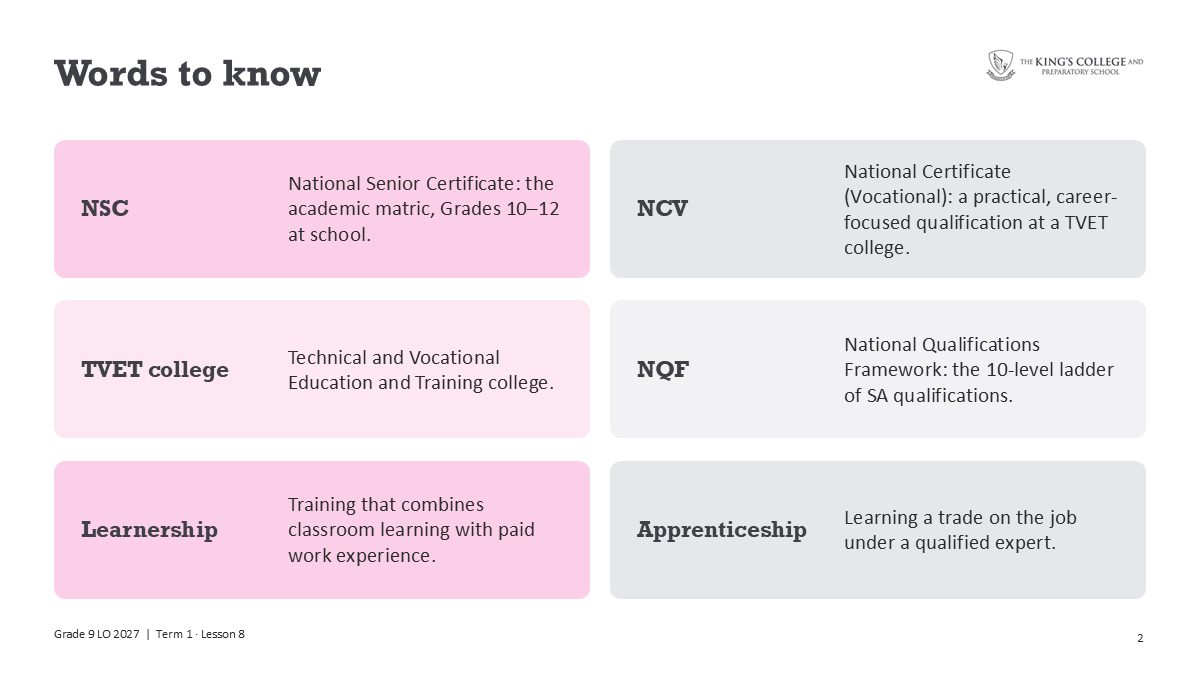 Words to know
THE KING'S COLLEGE AND
PREPARATORY SCHOOL
NSC
National Senior Certificate: the
academic matric, Grades 10–12
at school.
NCV
National Certificate
(Vocational): a practical, career-
focused qualification at a TVET
college.
TVET college
Technical and Vocational
Education and Training college.
NQF
National Qualifications
Framework: the 10-level ladder
of SA qualifications.
Learnership
Training that combines
classroom learning with paid
work experience.
Apprenticeship
Learning a trade on the job
under a qualified expert.
Grade 9 LO 2027 | Term 1 · Lesson 8
2